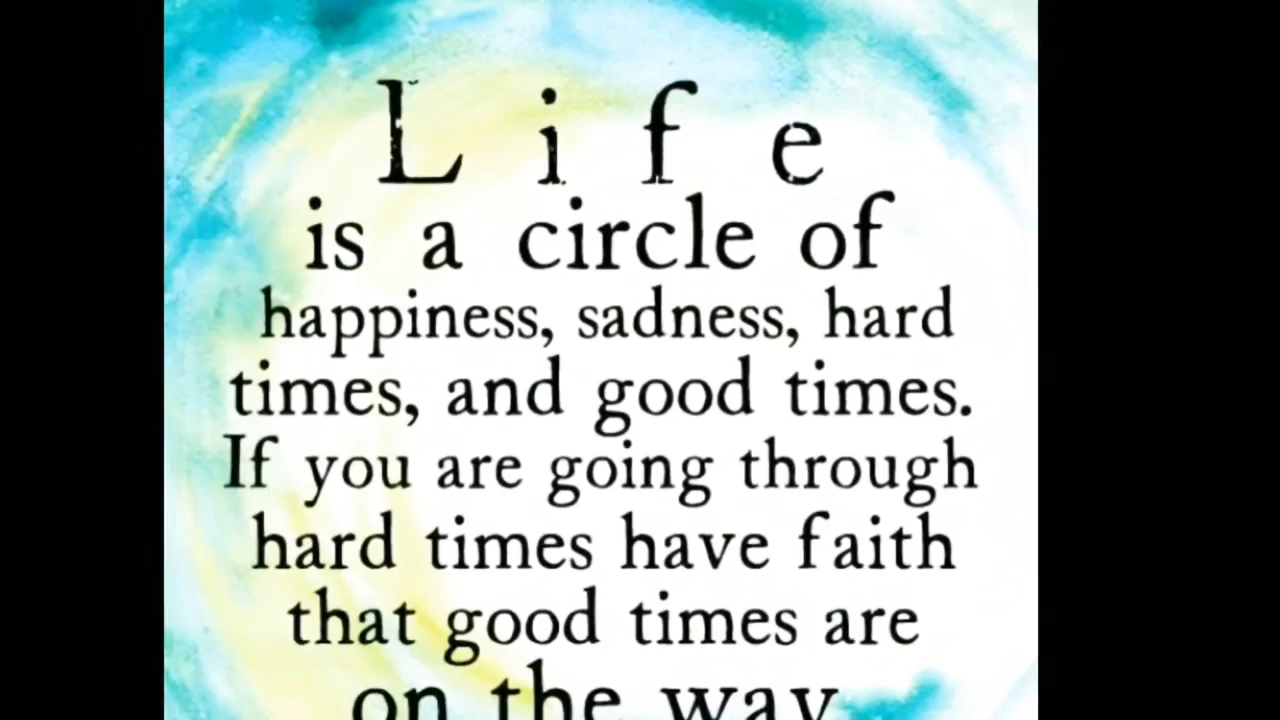 Life
is a circle of
happiness, sadness, hard
times, and good times.
If you are going through
hard times have faith
that good times are
on the way